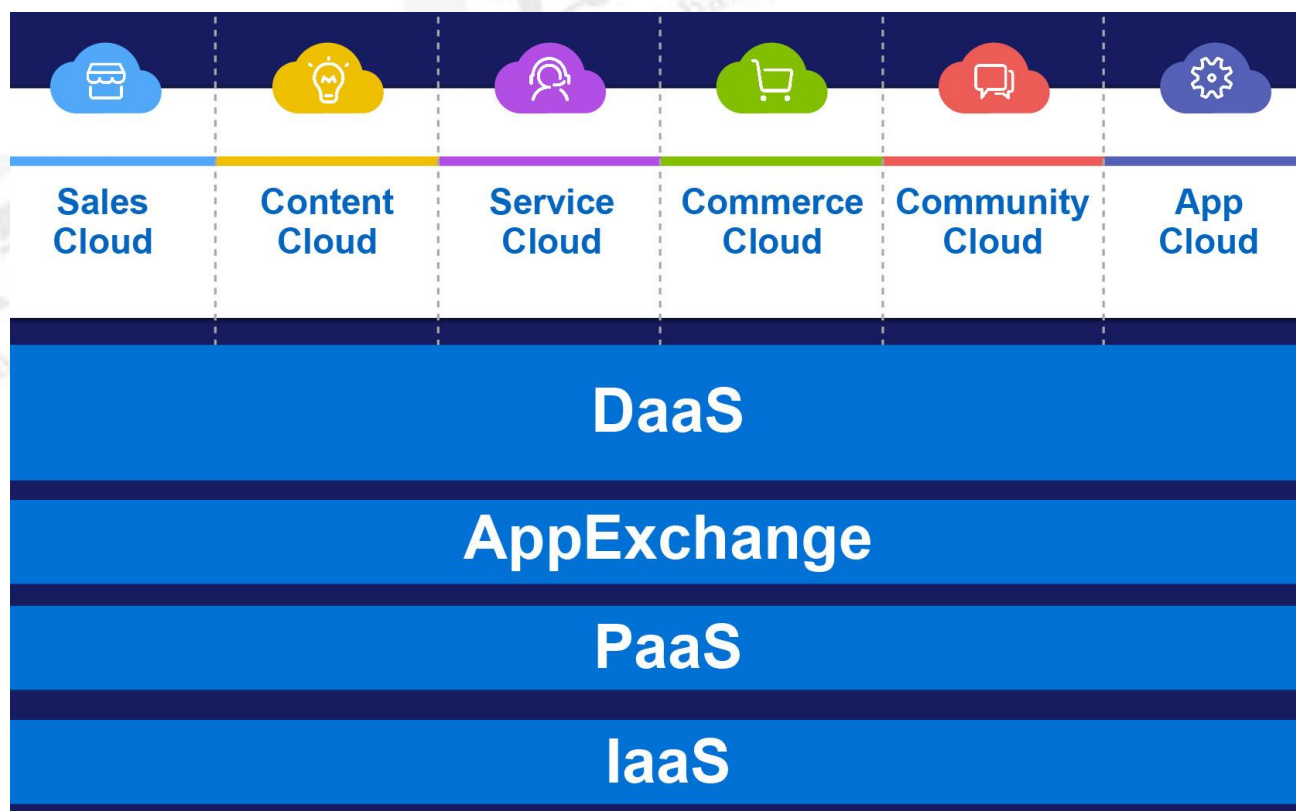 Sales
Cloud
Content
Cloud
Service
Cloud
Commerce
Cloud
Community
Cloud
App
Cloud
DaaS
AppExchange
PaaS
IaaS